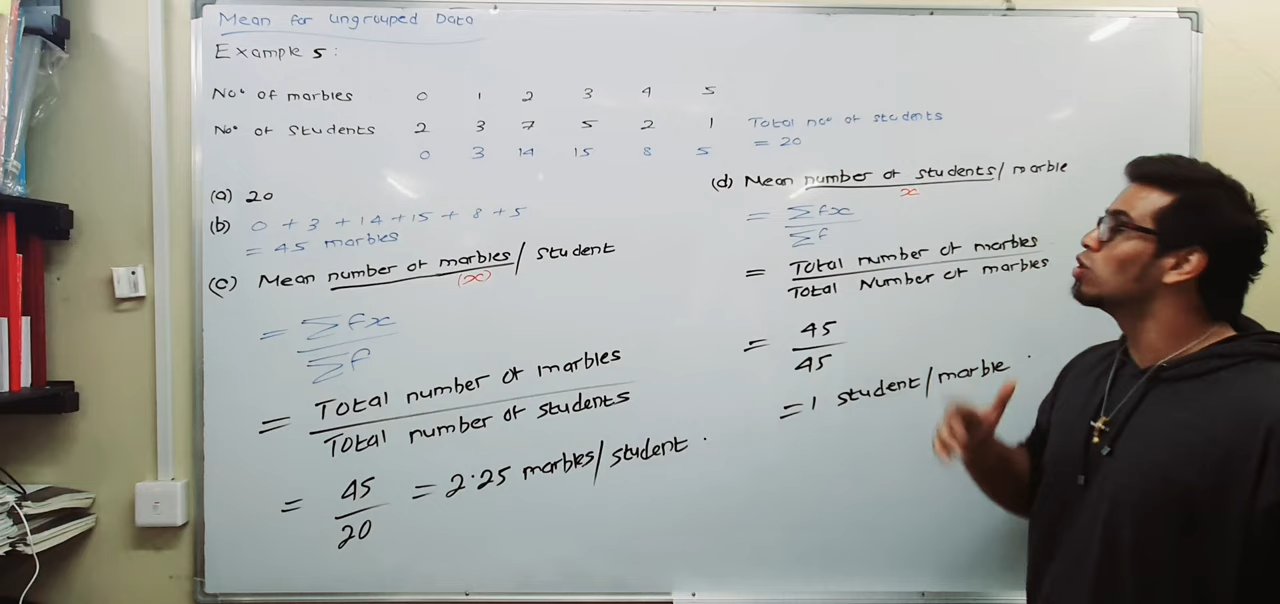 Mean for ungrouped Data
Example 5:
No. of marbles 0 1 2 3 4 5
No. of Students 2 3 7 5 2 1
0 3 14 15 8 5
Total no. of students
= 20
(a) 20
(b) 0 + 3 + 14 + 15 + 8 + 5
= 45 marbles
(c) Mean number of marbles / student
(x)
= Σfx
Σf
= Total number of marbles
Total number of students
= 45
20
= 2.25 marbles/student.
(d) Mean number of students / marble
x
= Σfx
Σf
= Total number of marbles
Total Number of marbles
= 45
45
= 1 student/marble.